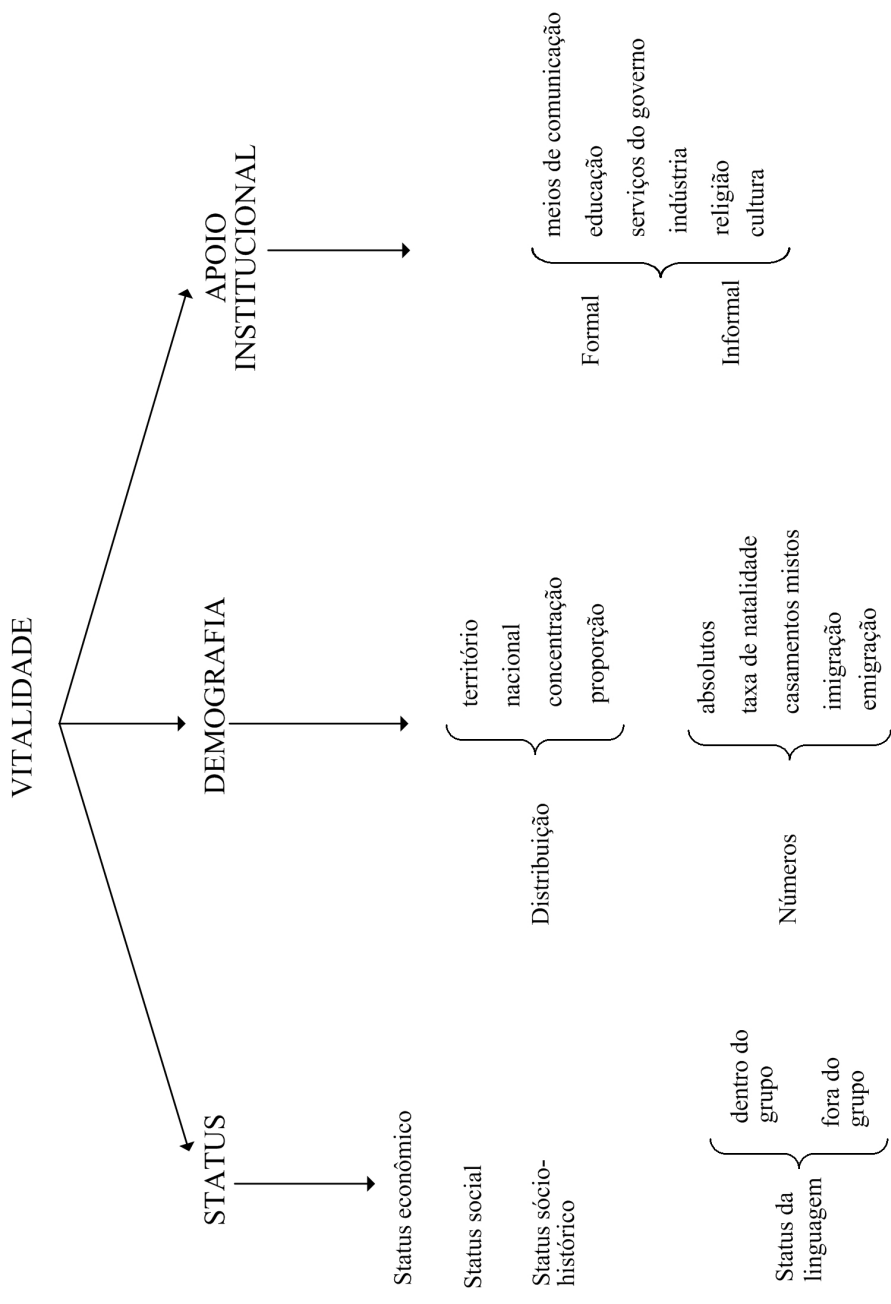 VITALIDADE
STATUS
Status econômico
Status social
Status sócio-
histórico
Status da
linguagem
dentro do
grupo
fora do
grupo
DEMOGRAFIA
Distribuição
território
nacional
concentração
proporção
Números
absolutos
taxa de natalidade
casamentos mistos
imigração
emigração
APOIO
INSTITUCIONAL
Formal
Informal
meios de comunicação
educação
serviços do governo
indústria
religião
cultura